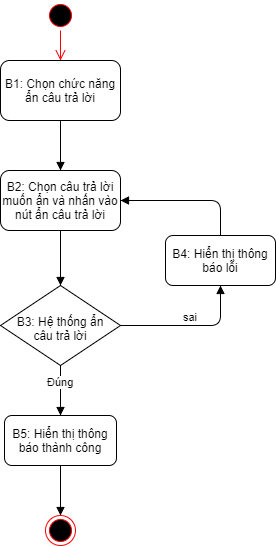 B1: Chọn chức năng
ẩn câu trả lời
B2: Chọn câu trả lời
muốn ẩn và nhấn vào
nút ẩn câu trả lời
B4: Hiển thị thông
báo lỗi
B3: Hệ thống ẩn
câu trả lời
sai
Đúng
B5: Hiển thị thông
báo thành công